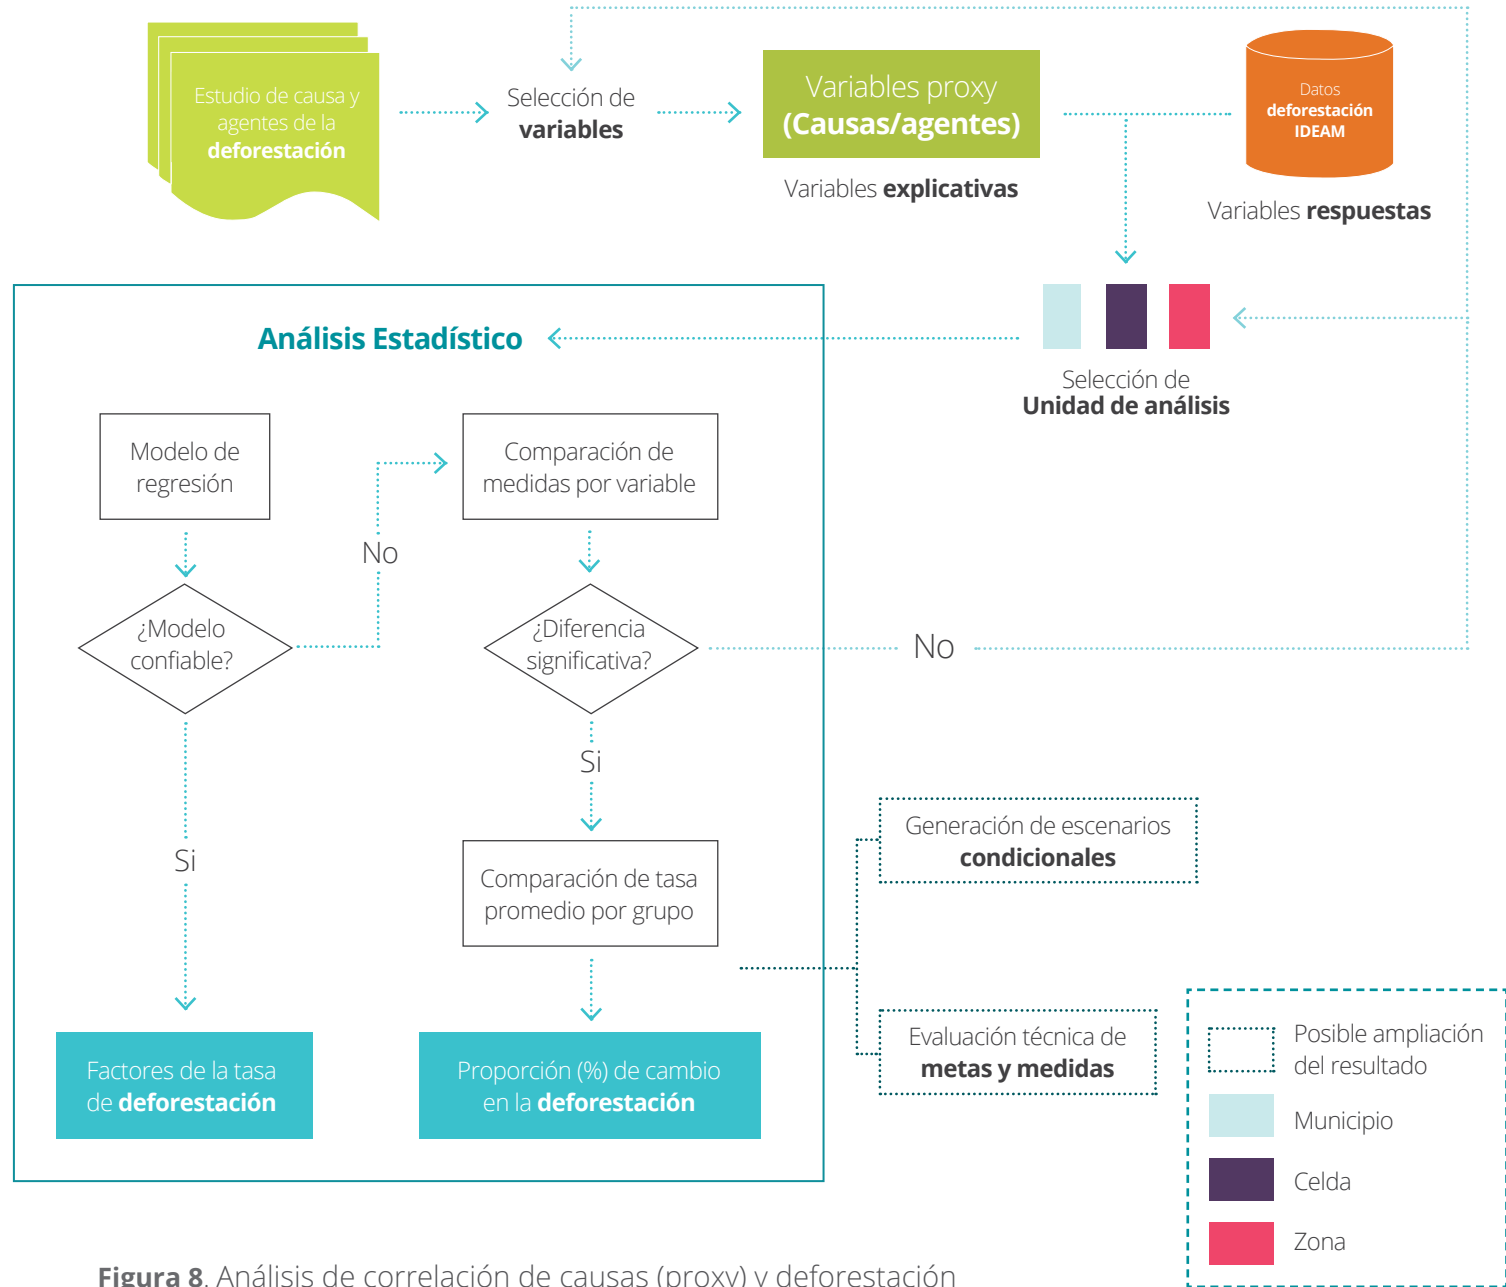 Estudio de causa y
agentes de la
deforestación
Selección de
variables
Variables proxy
(Causas/agentes)
Variables explicativas
Datos
deforestación
IDEAM
Variables respuestas
Selección de
Unidad de análisis
Análisis Estadístico
Modelo de
regresión
Comparación de
medidas por variable
No
¿Modelo
confiable?
¿Diferencia
significativa?
No
Si
Si
Comparación de tasa
promedio por grupo
Generación de escenarios
condicionales
Evaluación técnica de
metas y medidas
Factores de la tasa
de deforestación
Proporción (%) de cambio
en la deforestación
Posible ampliación
del resultado
Municipio
Celda
Zona
Figura 8. Análisis de correlación de causas (proxy) y deforestación